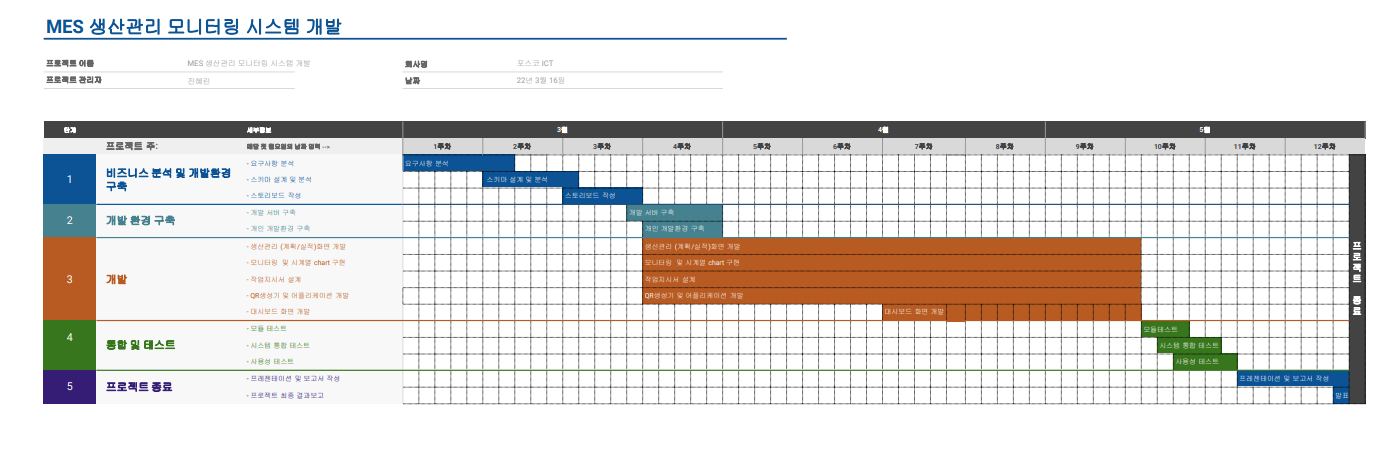 MES 생산관리 모니터링 시스템 개발
프로젝트 이름 MES 생산관리 모니터링 시스템 개발 회사명 포스코 ICT
프로젝트 관리자 진혜린 날짜 22년 3월 16일
단계 세부정보 3월 4월 5월
프로젝트 주: 해당 첫 월요일의 날짜 입력 --> 1주차 2주차 3주차 4주차 5주차 6주차 7주차 8주차 9주차 10주차 11주차 12주차
1 비즈니스 분석 및 개발환경 구축
- 요구사항 분석 요구사항 분석
- 스키마 설계 및 분석 스키마 설계 및 분석
- 스토리보드 작성 스토리보드 작성
2 개발 환경 구축
- 개발 서버 구축 개발 서버 구축
- 개인 개발환경 구축 개인 개발환경 구축
3 개발
- 생산관리 (계획/실적)화면 개발 생산관리 (계획/실적)화면 개발
- 모니터링 및 시계열 chart 구현 모니터링 및 시계열 chart 구현
- 작업지시서 설계 작업지시서 설계
- QR생성기 및 어플리케이션 개발 QR생성기 및 어플리케이션 개발
- 대시보드 화면 개발 대시보드 화면 개발
4 통합 및 테스트
- 모듈 테스트 모듈테스트
- 시스템 통합 테스트 시스템 통합 테스트
- 사용성 테스트 사용성 테스트
5 프로젝트 종료
- 프레젠테이션 및 보고서 작성 프레젠테이션 및 보고서 작성
- 프로젝트 최종 결과보고 발표
프로젝트 종료